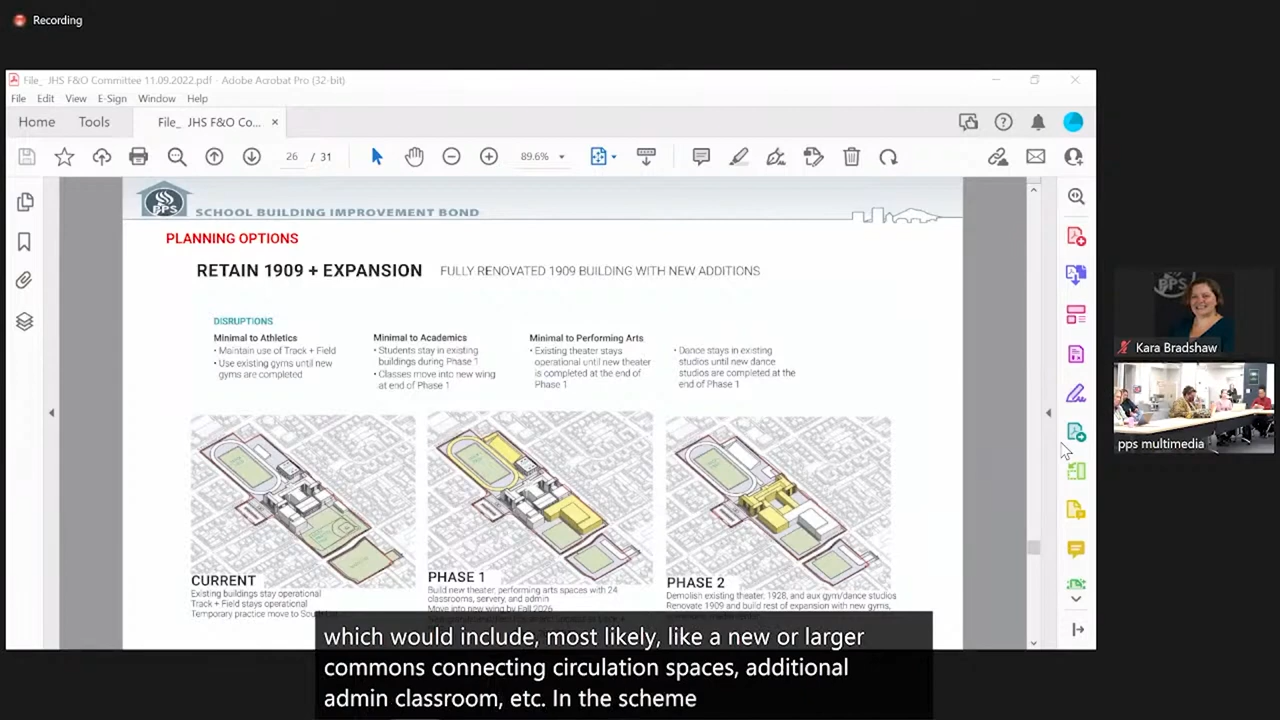 Recording
File_ JHS F&O Committee 11.09.2022.pdf - Adobe Acrobat Pro (32-bit)
File Edit View E-Sign Window Help
Home Tools File_ JHS F&O Co... ×
26 / 31 89.6%
PPS
SCHOOL BUILDING IMPROVEMENT BOND
PLANNING OPTIONS
RETAIN 1909 + EXPANSION FULLY RENOVATED 1909 BUILDING WITH NEW ADDITIONS
DISRUPTIONS
Minimal to Athletics
• Maintain use of Track + Field
• Use existing gyms until new
gyms are completed
Minimal to Academics
• Students stay in existing
buildings during Phase 1
• Classes move into new wing
at end of Phase 1
Minimal to Performing Arts
• Existing theater stays
operational until new theater
is completed at the end of
Phase 1
• Dance stays in existing
studios until new dance
studios are completed at the
end of Phase 1
CURRENT
Existing buildings stay operational
Track + Field stays operational
Temporary practice move to South
PHASE 1
Build new theater, performing arts spaces with 24
classrooms, servery, and admin
Move into new wing by Fall 2026
PHASE 2
Demolish existing theater, 1928, and aux gym/dance studios
Renovate 1909 and build rest of expansion with new gyms,
which would include, most likely, like a new or larger
commons connecting circulation spaces, additional
admin classroom, etc. In the scheme
PPS
Kara Bradshaw
pps multimedia